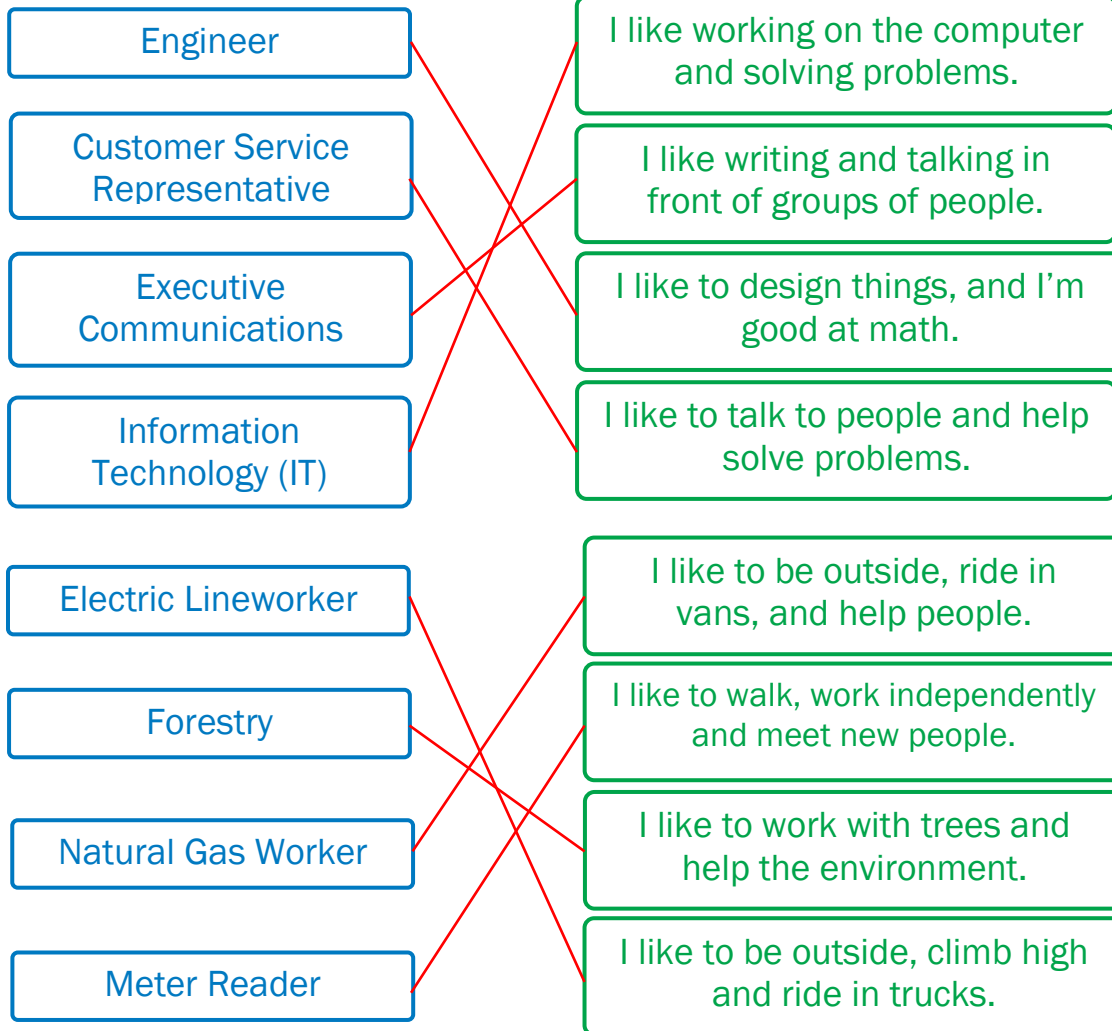 Engineer
I like working on the computer
and solving problems.
Customer Service
Representative
I like writing and talking in
front of groups of people.
Executive
Communications
I like to design things, and I’m
good at math.
Information
Technology (IT)
I like to talk to people and help
solve problems.
Electric Lineworker
I like to be outside, ride in
vans, and help people.
Forestry
I like to walk, work independently
and meet new people.
Natural Gas Worker
I like to work with trees and
help the environment.
Meter Reader
I like to be outside, climb high
and ride in trucks.